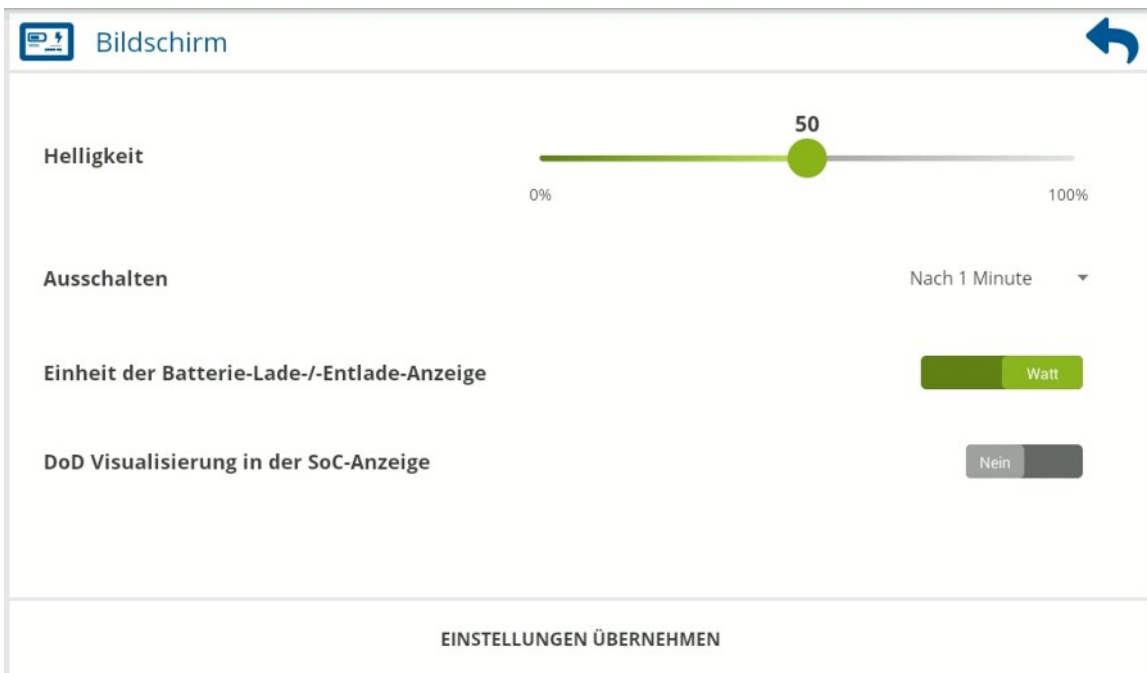 Bildschirm
50
Helligkeit
0% 100%
Ausschalten Nach 1 Minute
Einheit der Batterie-Lade-/-Entlade-Anzeige Watt
DoD Visualisierung in der SoC-Anzeige Nein
EINSTELLUNGEN ÜBERNEHMEN